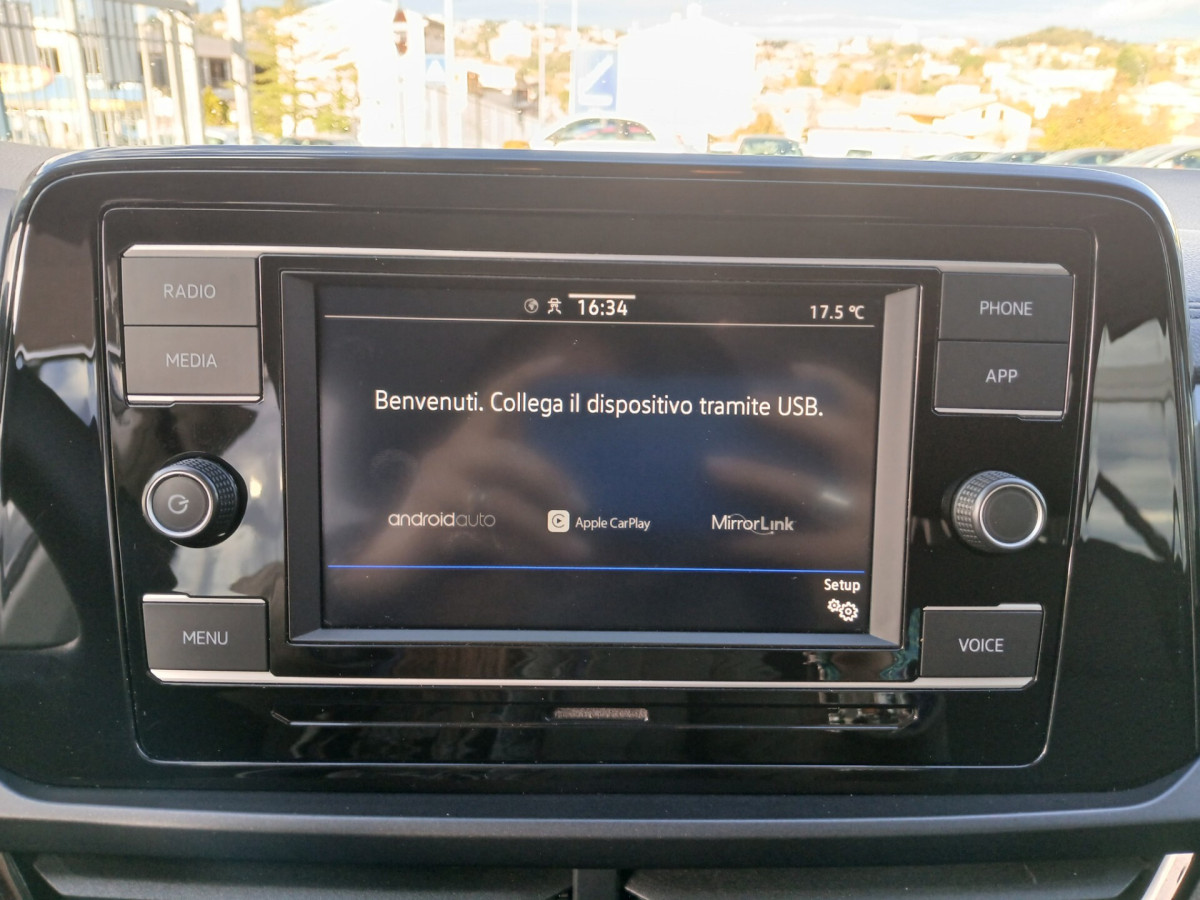 RADIO
MEDIA
MENU
16:34
17.5 °C
Benvenuti. Collega il dispositivo tramite USB.
androidauto
Apple CarPlay
MirrorLink
Setup
PHONE
APP
VOICE